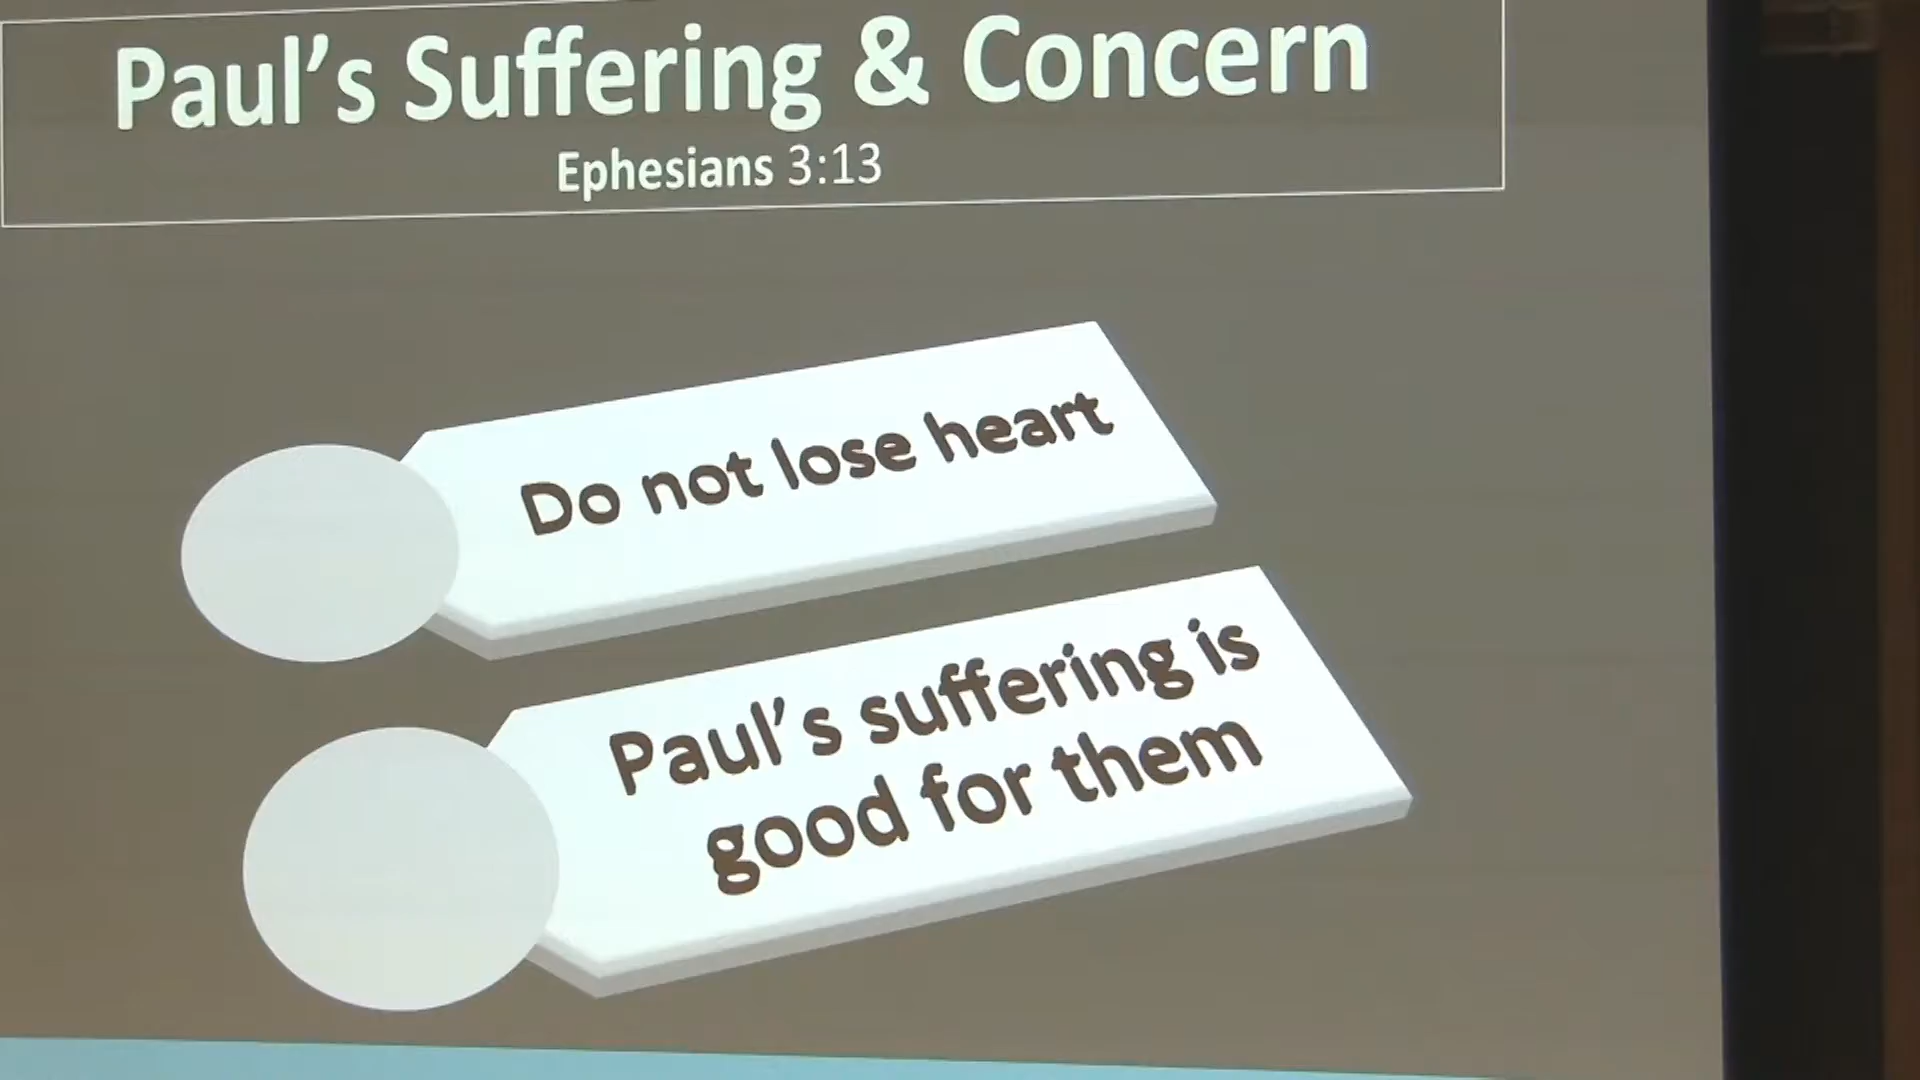 Paul’s Suffering & Concern
Ephesians 3:13
Do not lose heart
Paul’s suffering is
good for them